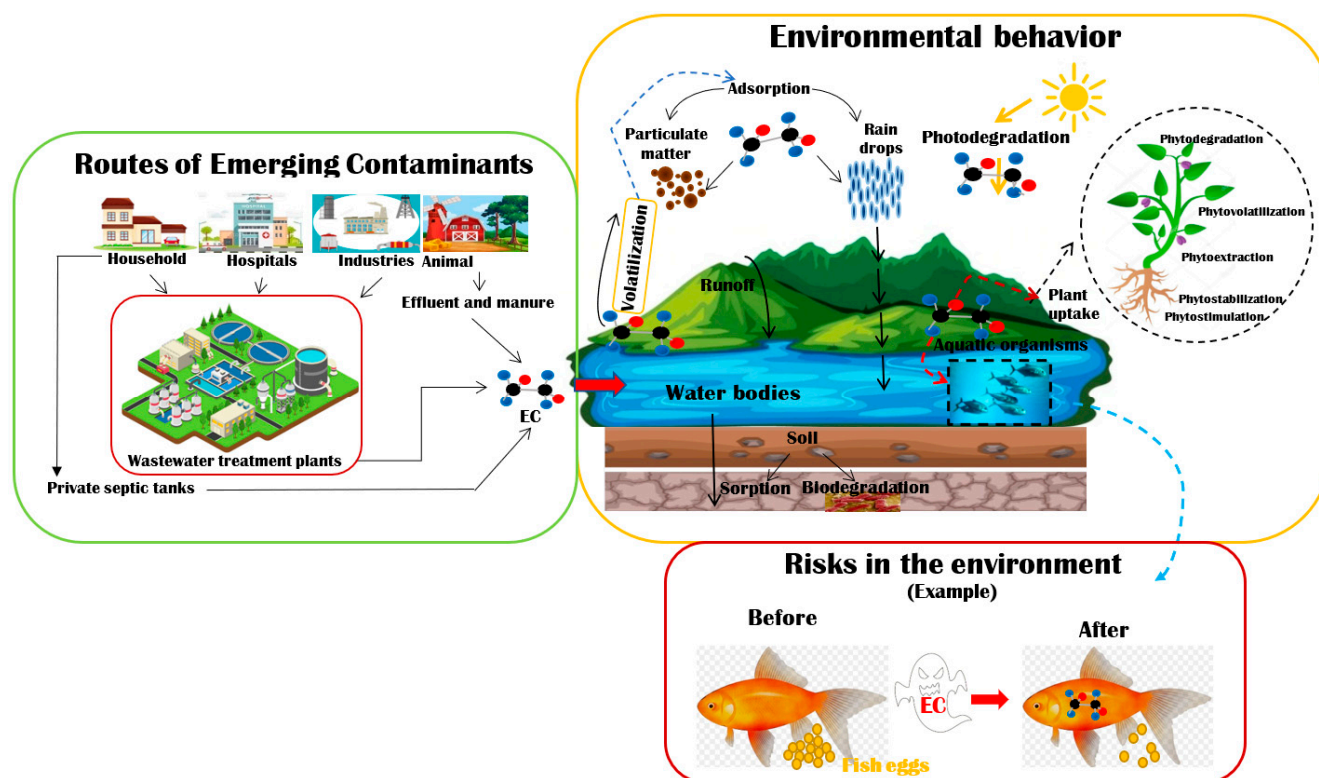 Environmental behavior
Adsorption
Particulate
matter
Rain
drops
Photodegradation
Phytodegradation
Phytovolatilization
Phytoextraction
Phytostabilization
Phytostimulation
Volatilization
Runoff
Plant
uptake
Aquatic organisms
Water bodies
Soil
Sorption
Biodegradation
Routes of Emerging Contaminants
HOSPITAL
Household
Hospitals
Industries
Animal
Effluent and manure
EC
Wastewater treatment plants
Private septic tanks
Risks in the environment
(Example)
Before
After
EC
Fish eggs